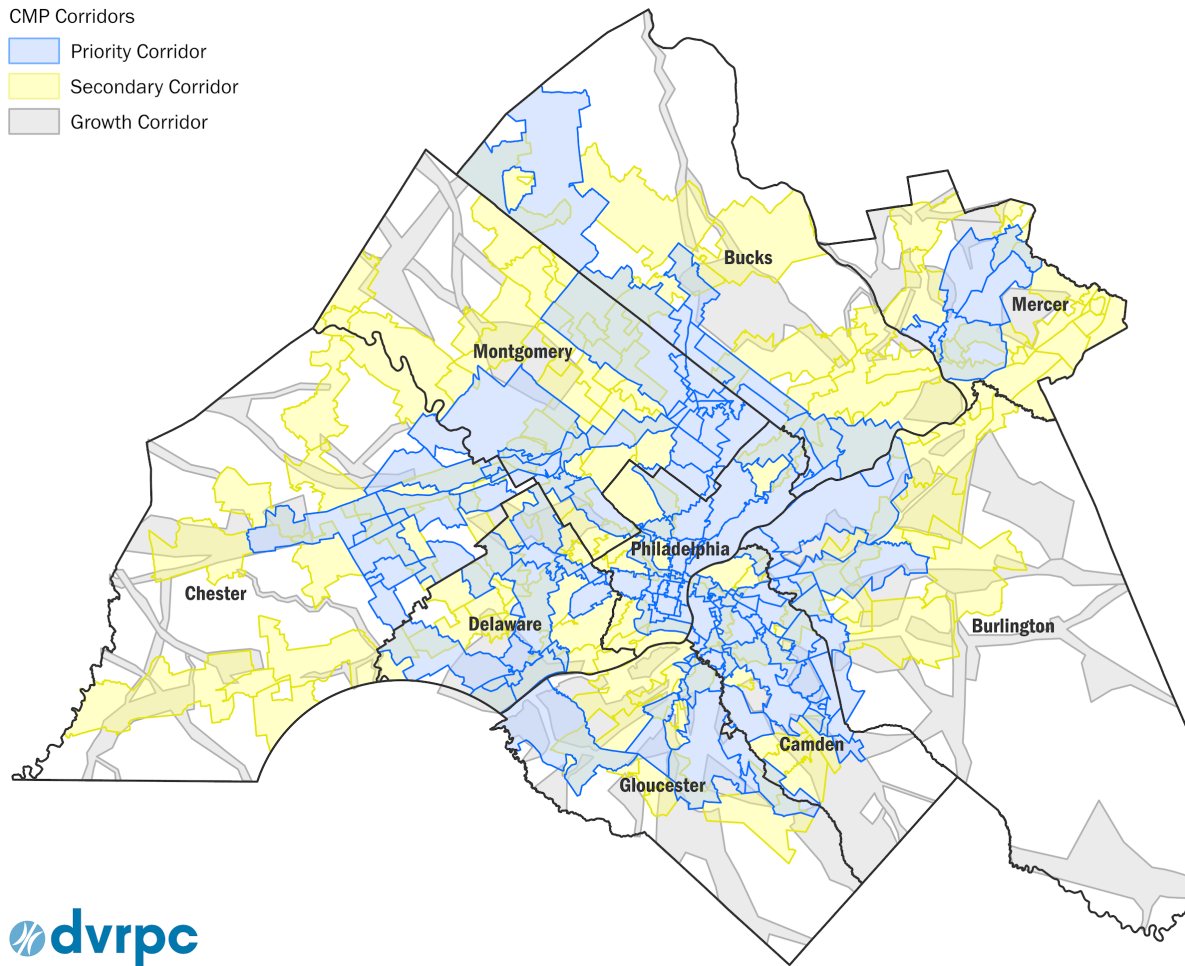 CMP Corridors
Priority Corridor
Secondary Corridor
Growth Corridor
Bucks
Mercer
Montgomery
Philadelphia
Chester
Delaware
Burlington
Camden
Gloucester
dvrpc